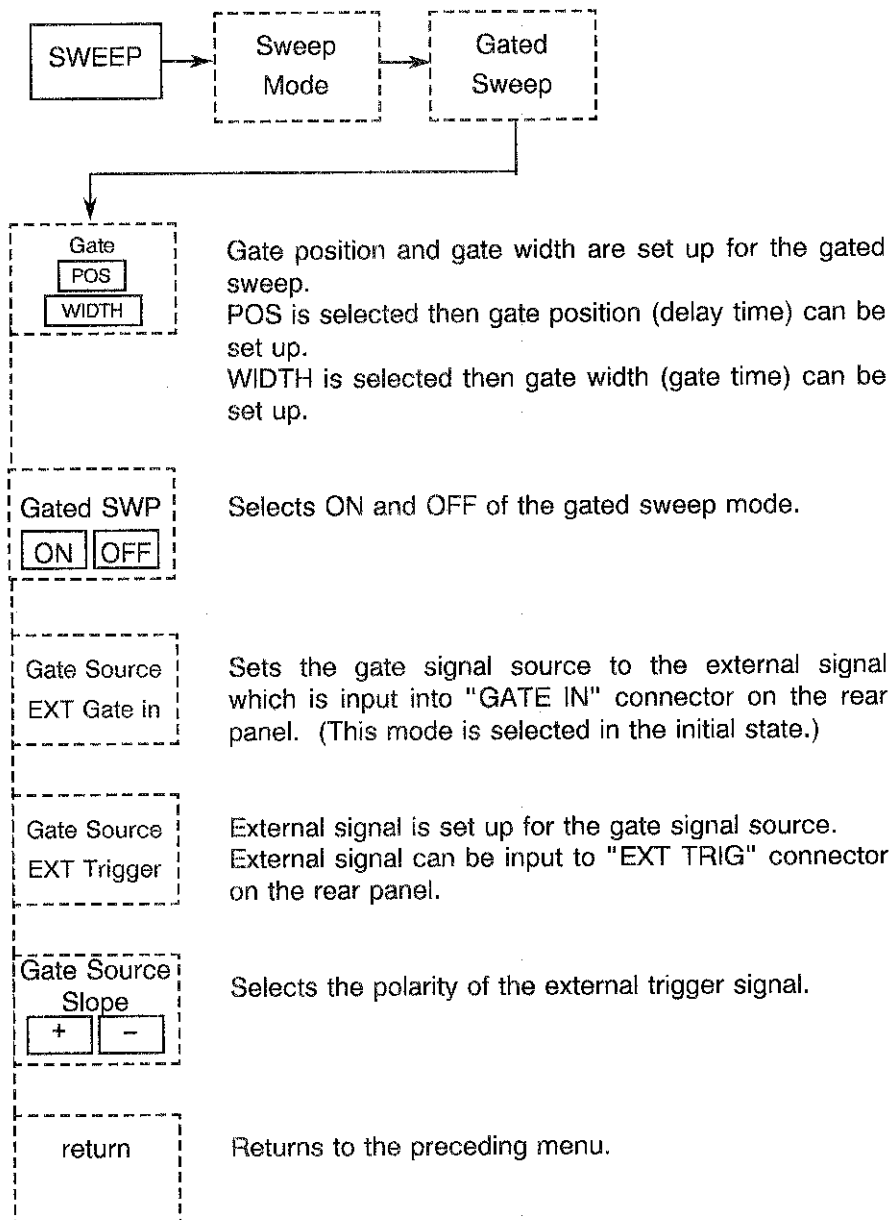 SWEEP
Sweep
Mode
Gated
Sweep
Gate
POS
WIDTH
Gate position and gate width are set up for the gated
sweep.
POS is selected then gate position (delay time) can be
set up.
WIDTH is selected then gate width (gate time) can be
set up.
Gated SWP
ON OFF
Selects ON and OFF of the gated sweep mode.
Gate Source
EXT Gate in
Sets the gate signal source to the external signal
which is input into "GATE IN" connector on the rear
panel. (This mode is selected in the initial state.)
Gate Source
EXT Trigger
External signal is set up for the gate signal source.
External signal can be input to "EXT TRIG" connector
on the rear panel.
Gate Source
Slope
+ −
Selects the polarity of the external trigger signal.
return
Returns to the preceding menu.